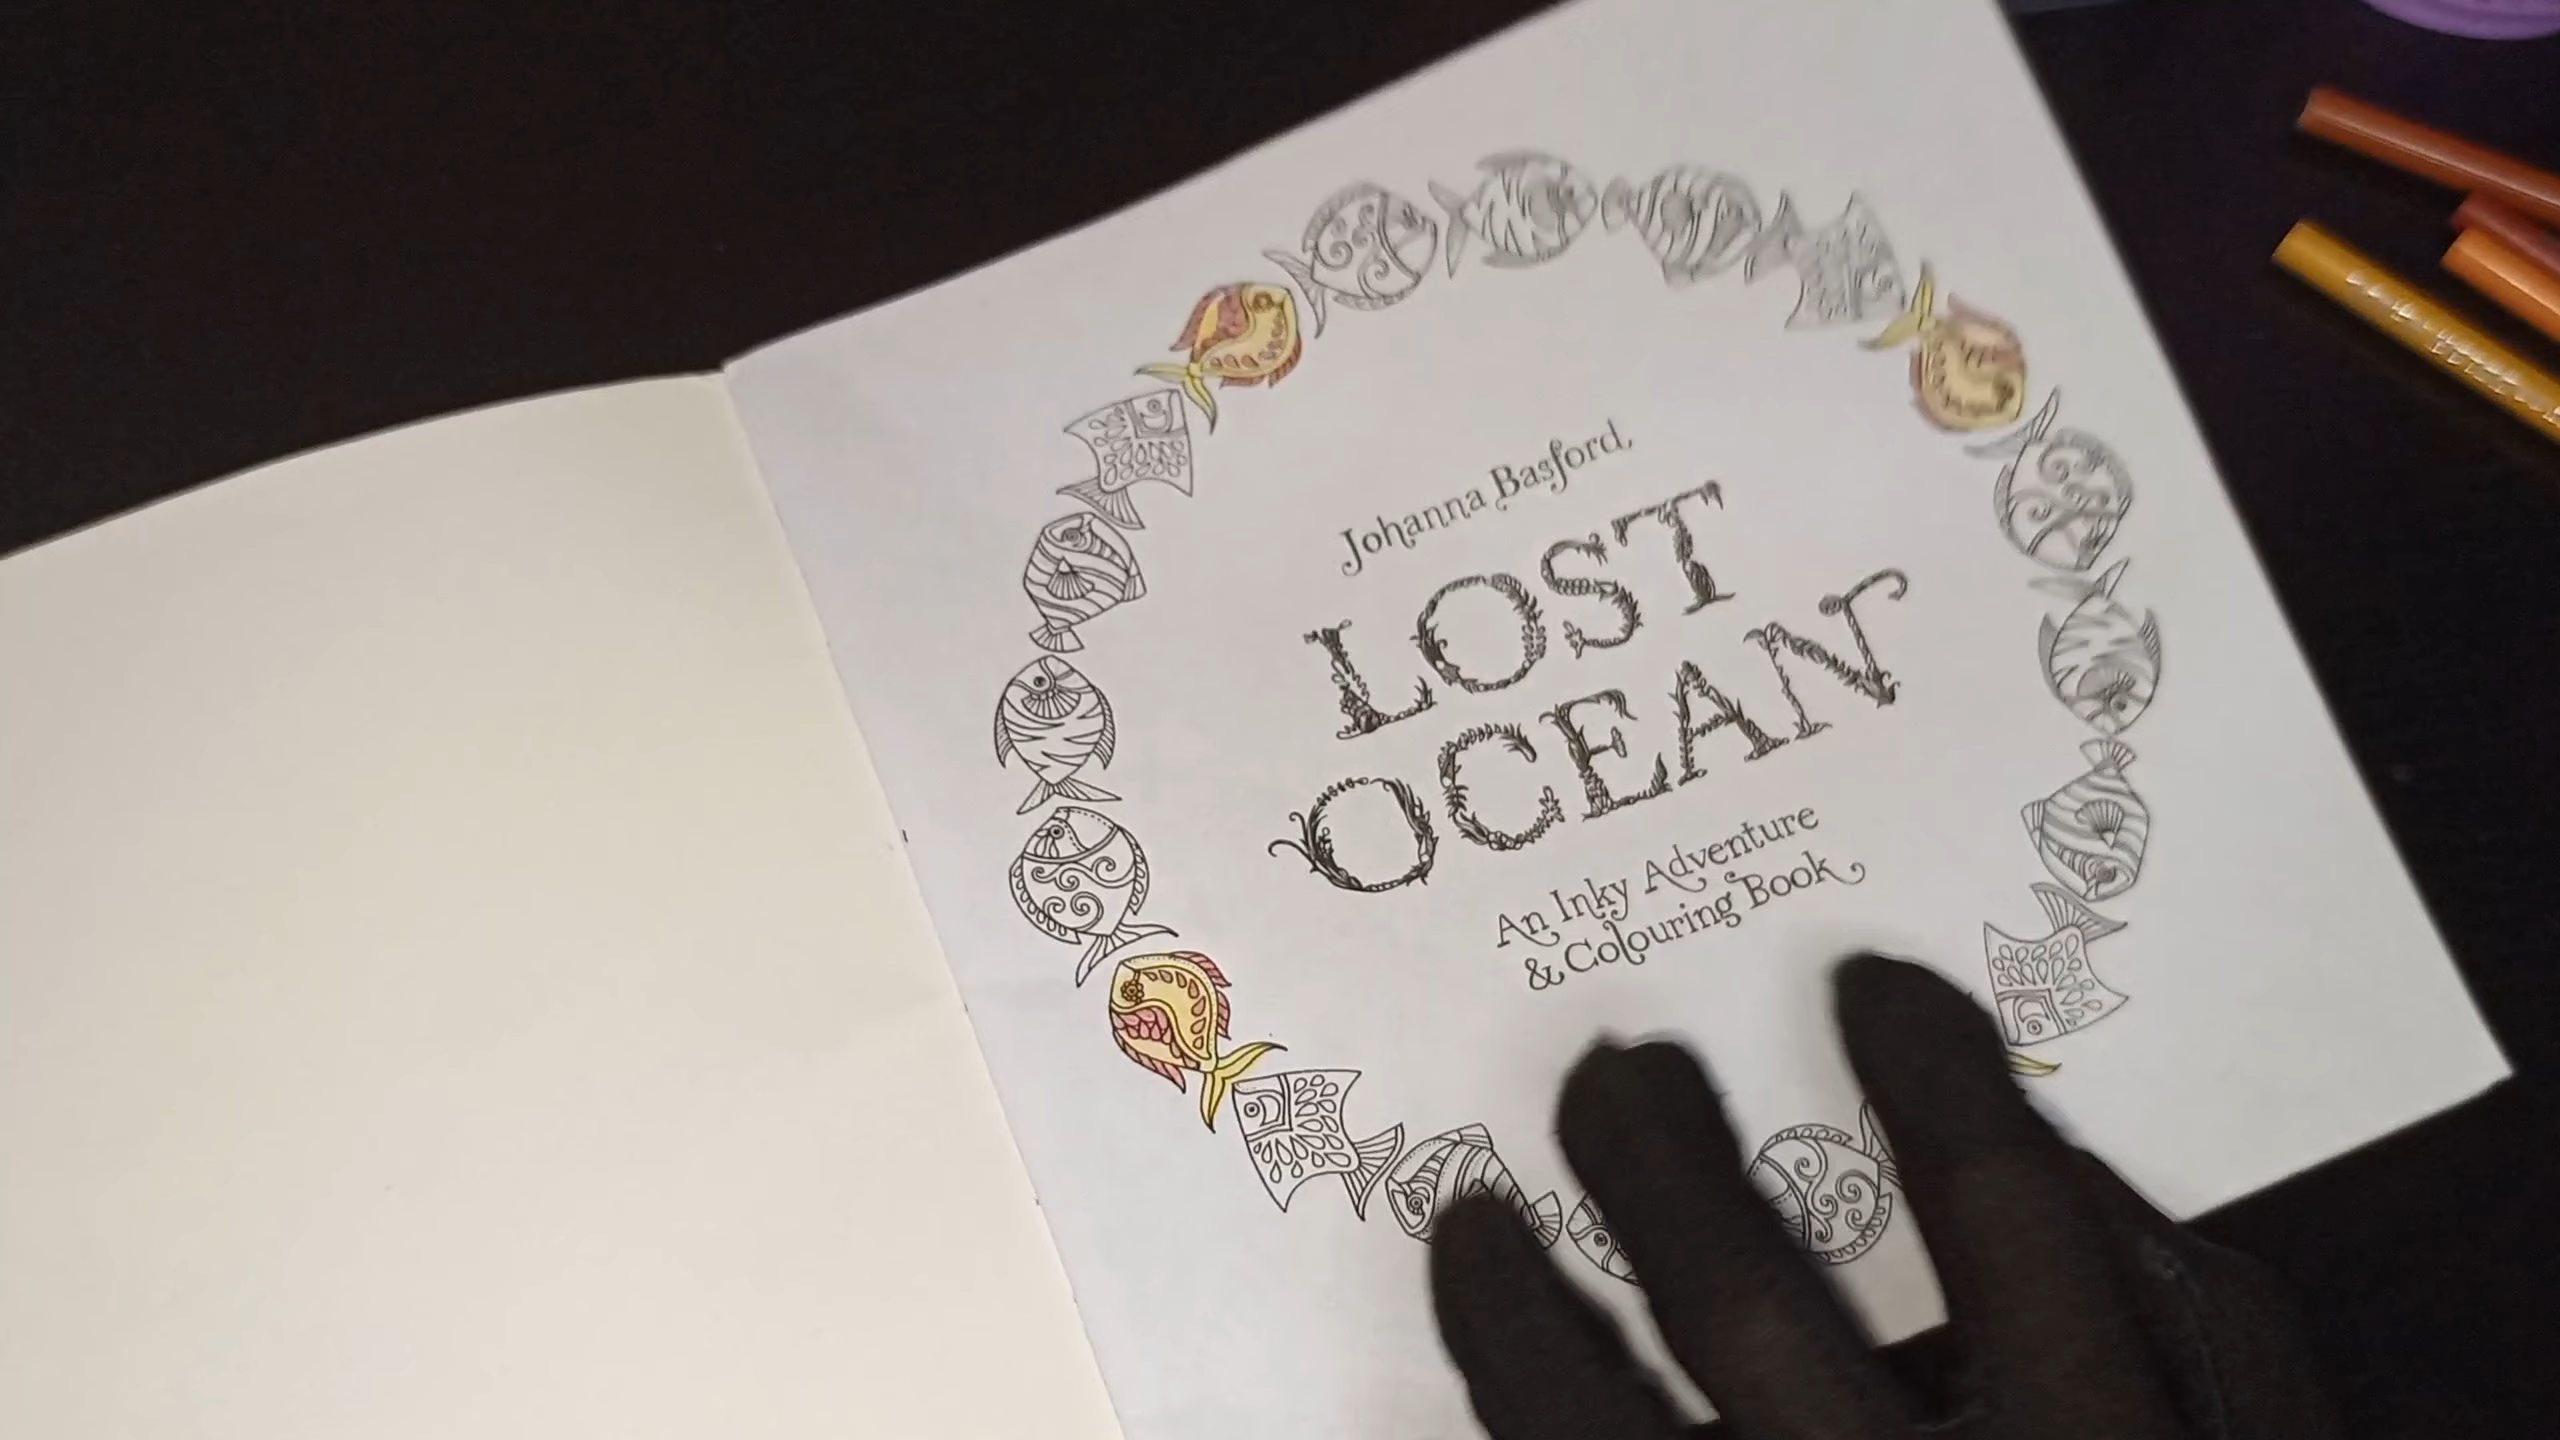 Johanna Basford
LOST
OCEAN
An Inky Adventure
& Colouring Book